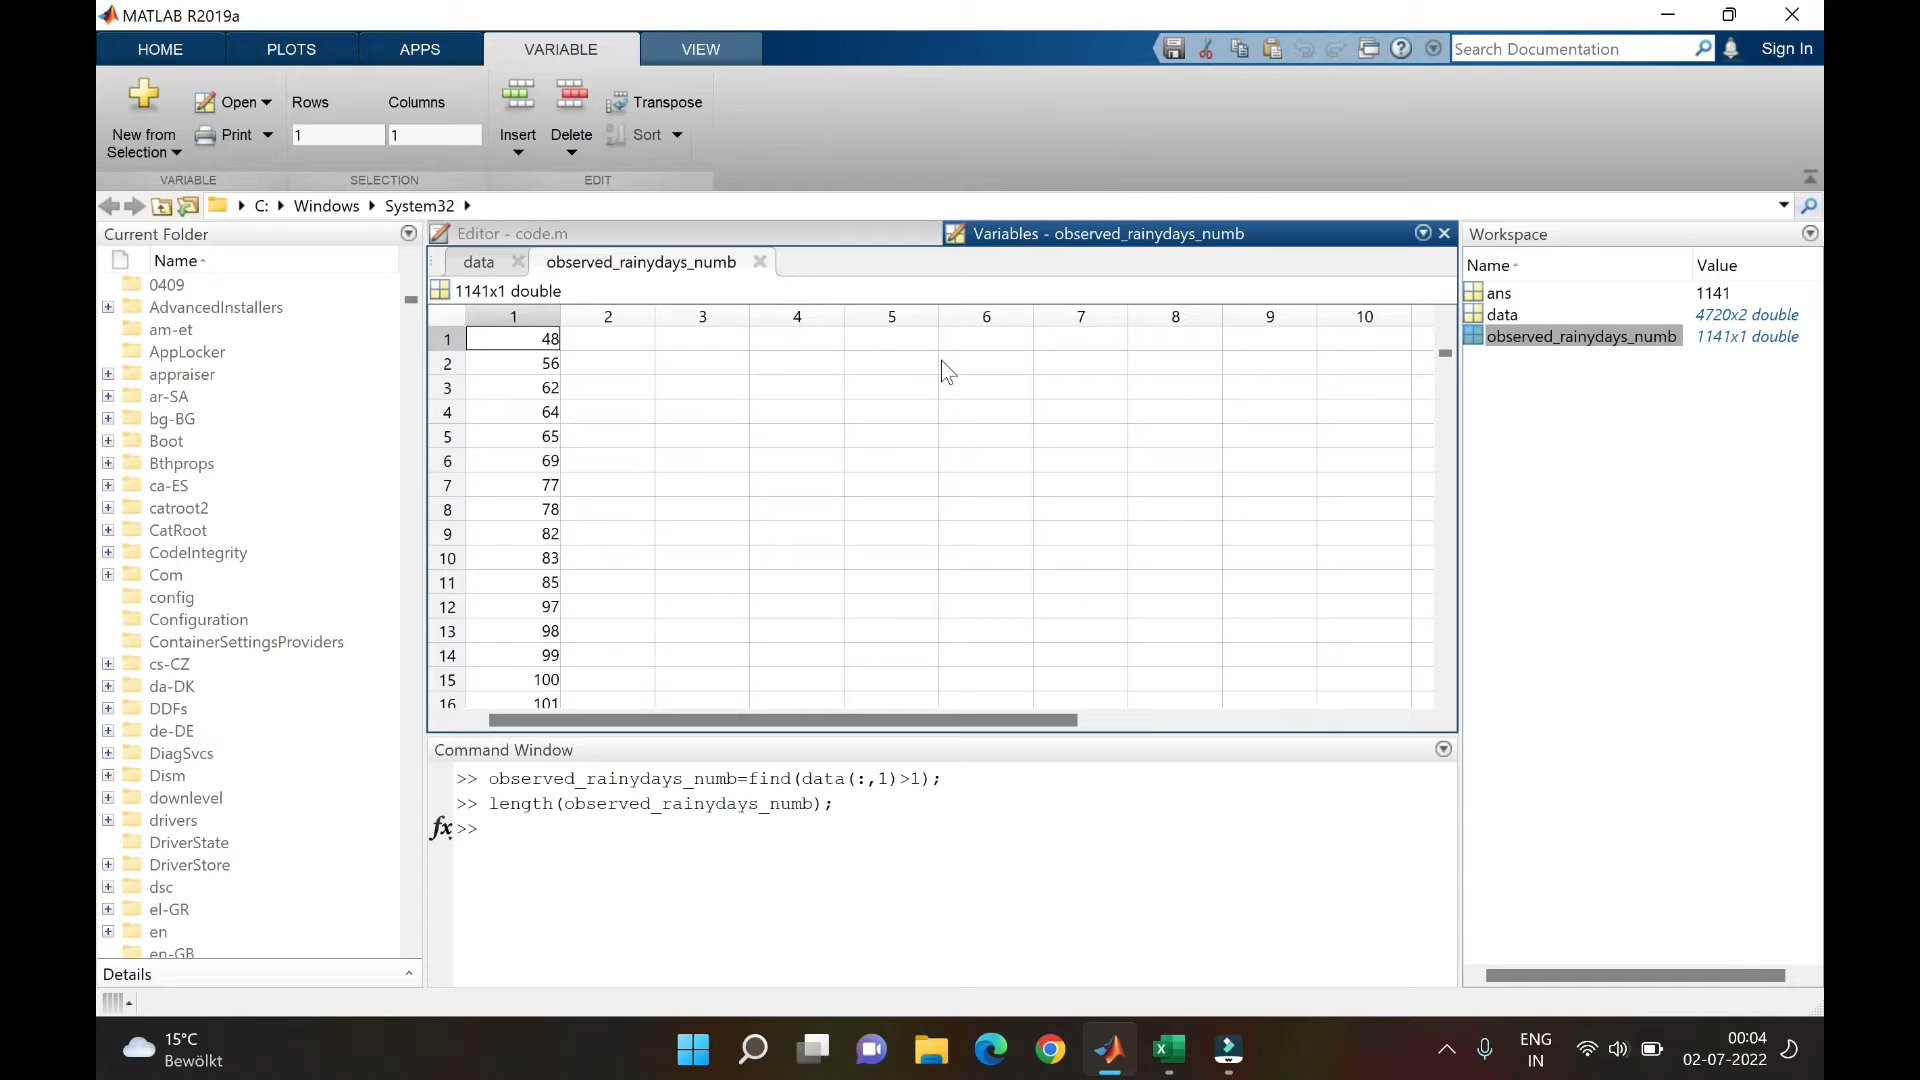 MATLAB R2019a
HOME PLOTS APPS VARIABLE VIEW
Search Documentation
Sign In
New from
Selection
Open
Print
Rows
Columns
1
1
Insert
Delete
Transpose
Sort
VARIABLE SELECTION EDIT
C: Windows System32
Current Folder
Name
0409
AdvancedInstallers
am-et
AppLocker
appraiser
ar-SA
bg-BG
Boot
Bthprops
ca-ES
catroot2
CatRoot
CodeIntegrity
Com
config
Configuration
ContainerSettingsProviders
cs-CZ
da-DK
DDFs
de-DE
DiagSvcs
Dism
downlevel
drivers
DriverState
DriverStore
dsc
el-GR
en
en-GB
Details
Editor - code.m
Variables - observed_rainydays_numb
data
observed_rainydays_numb
1141x1 double
1 2 3 4 5 6 7 8 9 10
1 48
2 56
3 62
4 64
5 65
6 69
7 77
8 78
9 82
10 83
11 85
12 97
13 98
14 99
15 100
16 101
Command Window
>> observed_rainydays_numb=find(data(:,1)>1);
>> length(observed_rainydays_numb);
fx >>
Workspace
Name Value
ans 1141
data 4720x2 double
observed_rainydays_numb 1141x1 double
15°C
Bewölkt
ENG
IN
00:04
02-07-2022